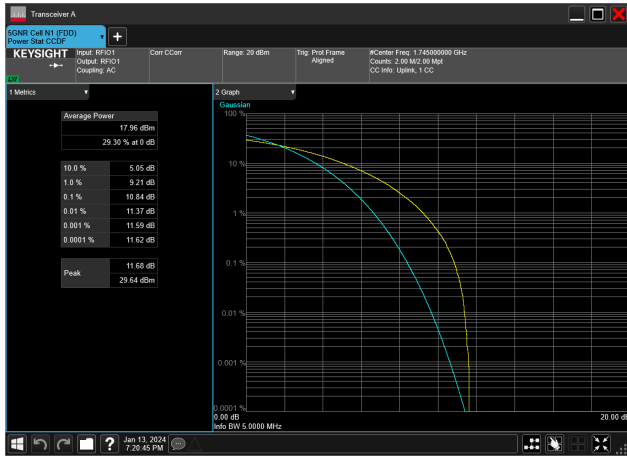 Transceiver A
5GNR Cell N1 (FDD)
Power Stat CCDF
KEYSIGHT
LXI
Input: RFIO1
Output: RFIO1
Coupling: AC
Corr CCorr
Range: 20 dBm
Trig: Prot Frame
Aligned
#Center Freq: 1.745000000 GHz
Counts: 2.00 M/2.00 Mpt
CC Info: Uplink, 1 CC
1 Metrics
Average Power
17.96 dBm
29.30 % at 0 dB
10.0 % 5.05 dB
1.0 % 9.21 dB
0.1 % 10.84 dB
0.01 % 11.37 dB
0.001 % 11.59 dB
0.0001 % 11.62 dB
Peak
11.68 dB
29.64 dBm
2 Graph
Gaussian
100 %
10 %
1 %
0.1 %
0.01 %
0.001 %
0.0001 %
0.00 dB
20.00 dB
Info BW 5.0000 MHz
?
Jan 13, 2024
7:20:45 PM